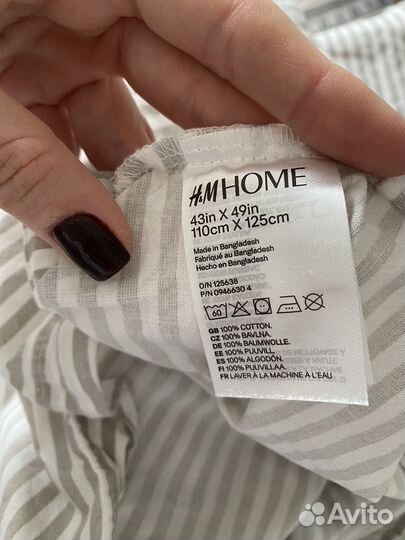 H&M HOME
43in X 49in
110cm X 125cm
Made in Bangladesh
Fabriqué au Bangladesh
Hecho en Bangladesh
O/N 125638
P/N 0946630 4
60
GB 100% COTTON.
CZ 100% BAVLNA.
DE 100% BAUMWOLLE.
EE 100% PUUVILL.
ES 100% ALGODÓN.
FI 100% PUUVILLAA.
FR LAVER À LA MACHINE À L'EAU
Avito